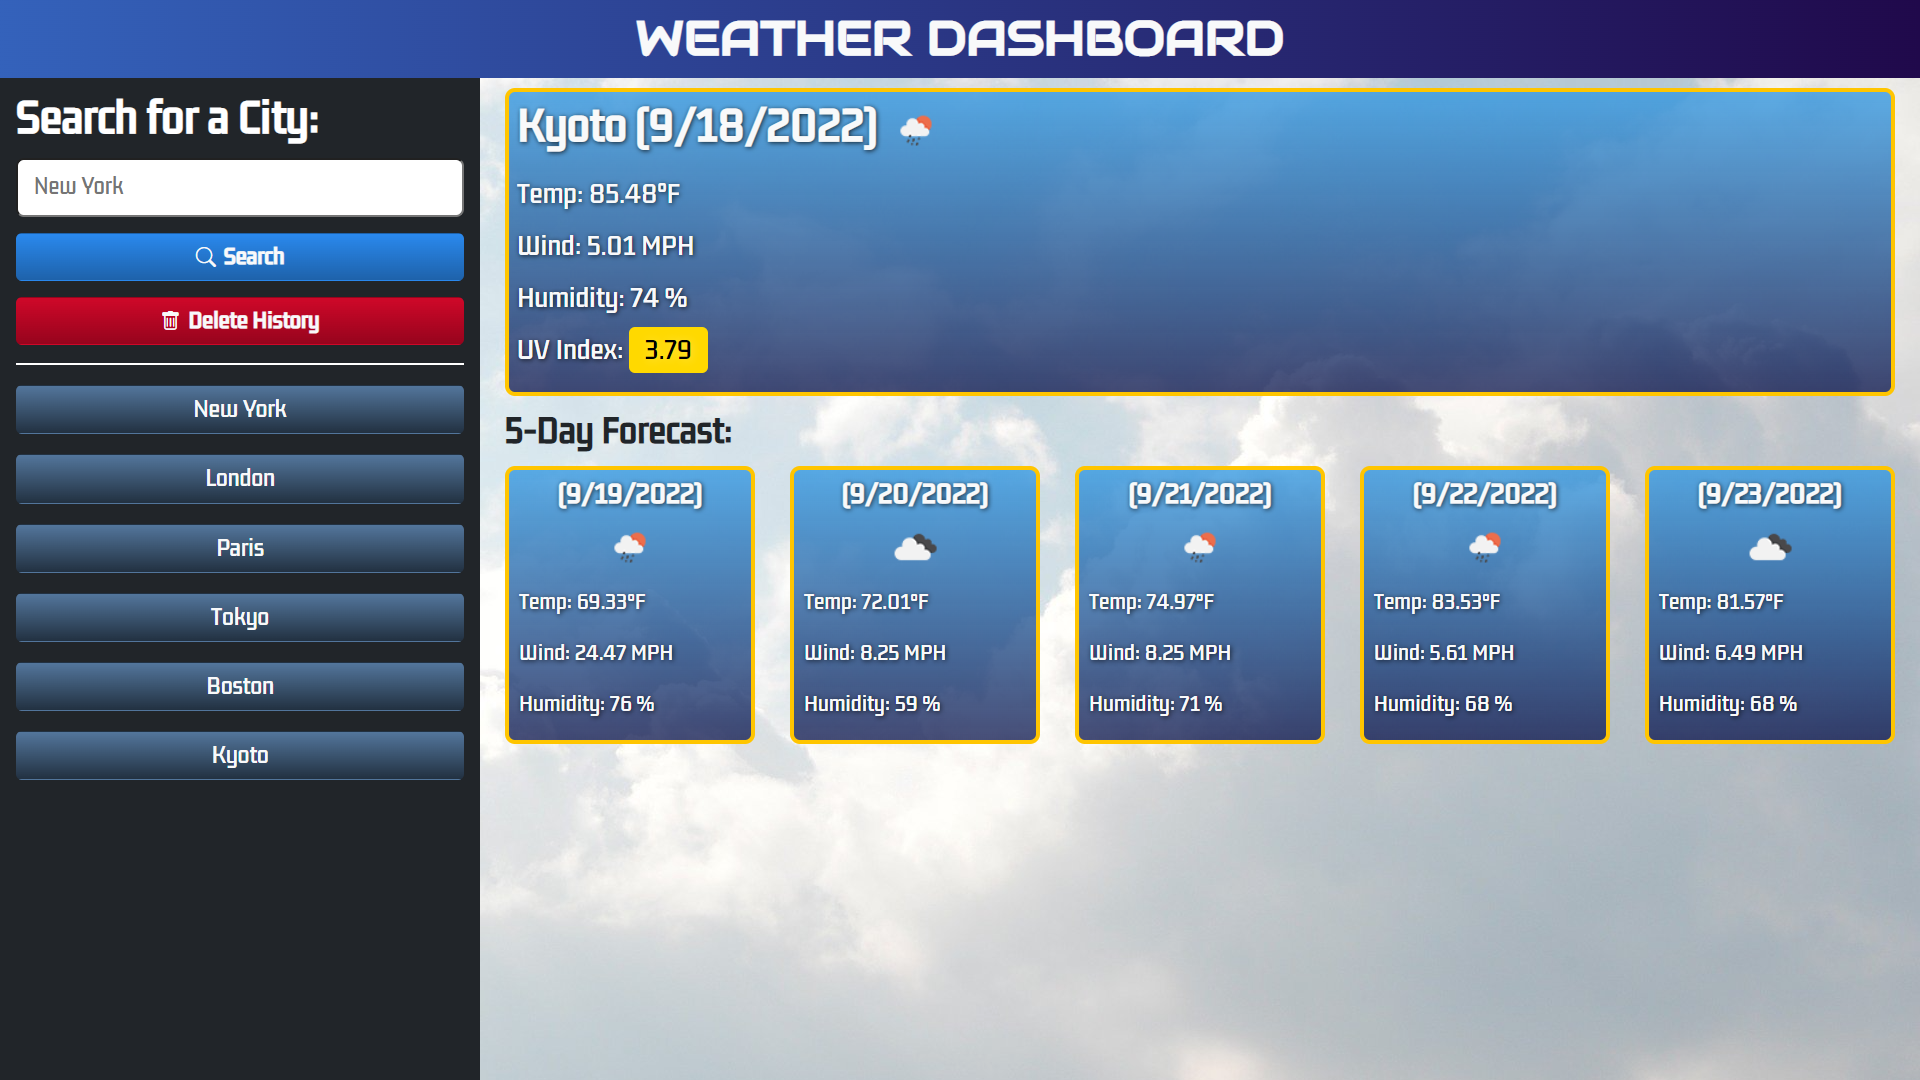 WEATHER DASHBOARD
Search for a City:
New York
Search
Delete History
New York
London
Paris
Tokyo
Boston
Kyoto
Kyoto (9/18/2022)
Temp: 85.48°F
Wind: 5.01 MPH
Humidity: 74 %
UV Index: 3.79
5-Day Forecast:
(9/19/2022)
Temp: 69.33°F
Wind: 24.47 MPH
Humidity: 76 %
(9/20/2022)
Temp: 72.01°F
Wind: 8.25 MPH
Humidity: 59 %
(9/21/2022)
Temp: 74.97°F
Wind: 8.25 MPH
Humidity: 71 %
(9/22/2022)
Temp: 83.53°F
Wind: 5.61 MPH
Humidity: 68 %
(9/23/2022)
Temp: 81.57°F
Wind: 6.49 MPH
Humidity: 68 %